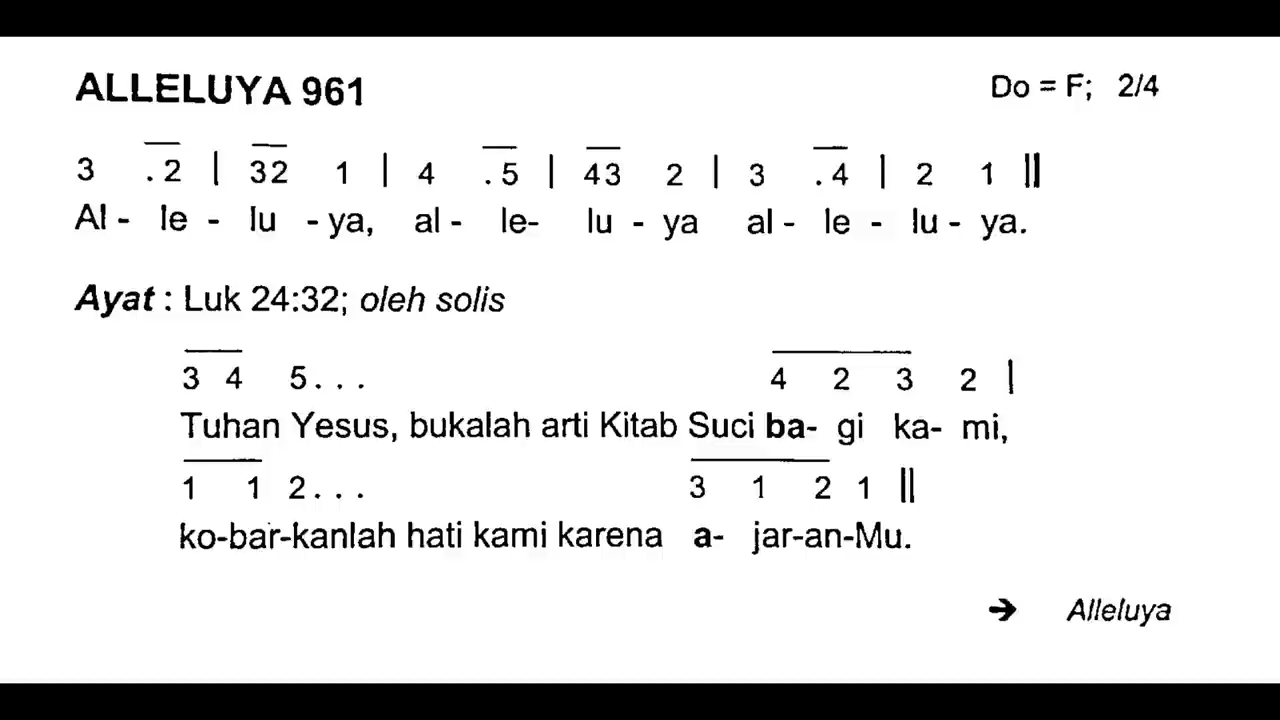 ALLELUYA 961 Do = F; 2/4
3 .2 | 32 1 | 4 .5 | 43 2 | 3 .4 | 2 1 ||
Al - le - lu - ya, al - le- lu - ya al - le - lu - ya.
Ayat : Luk 24:32; oleh solis
3 4 5... 4 2 3 2 |
Tuhan Yesus, bukalah arti Kitab Suci ba- gi ka- mi,
1 1 2... 3 1 2 1 ||
ko-bar-kanlah hati kami karena a- jar-an-Mu.
→ Alleluya